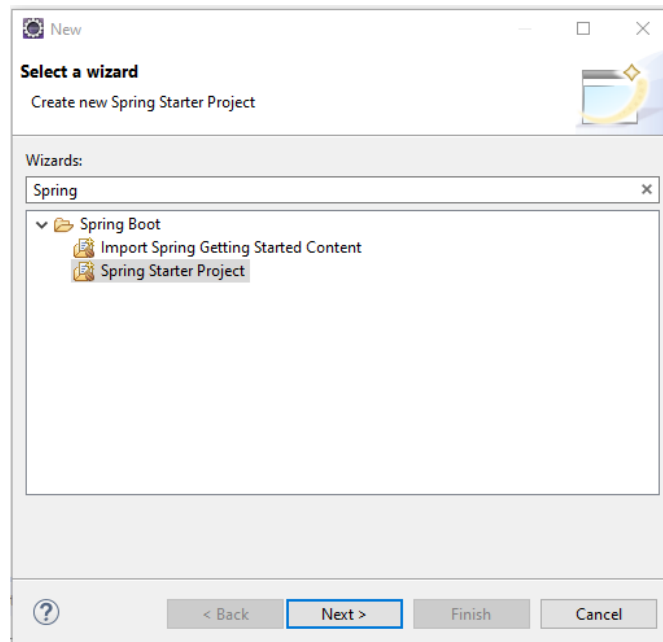 New
Select a wizard
Create new Spring Starter Project
Wizards:
Spring
Spring Boot
Import Spring Getting Started Content
Spring Starter Project
< Back Next > Finish Cancel